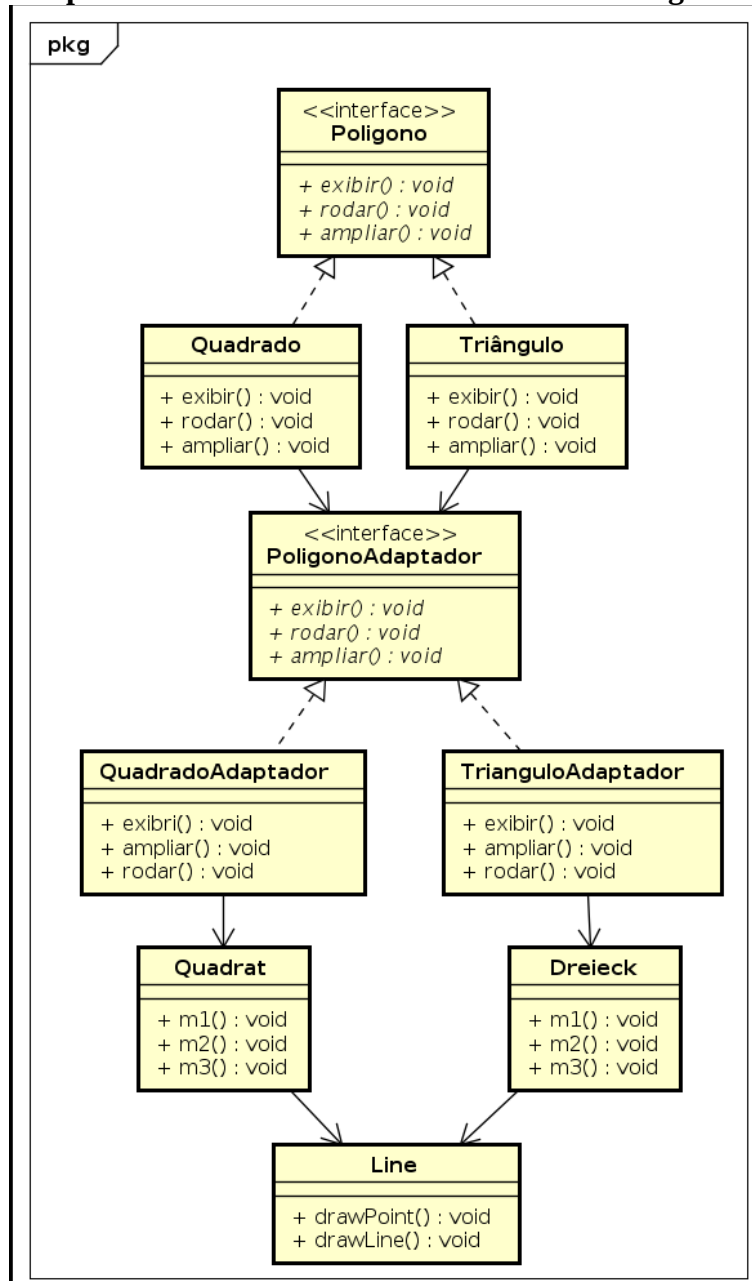 pkg
<<interface>>
Poligono
+ exibir() : void
+ rodar() : void
+ ampliar() : void
Quadrado
+ exibir() : void
+ rodar() : void
+ ampliar() : void
Triângulo
+ exibir() : void
+ rodar() : void
+ ampliar() : void
<<interface>>
PoligonoAdaptador
+ exibir() : void
+ rodar() : void
+ ampliar() : void
QuadradoAdaptador
+ exibri() : void
+ ampliar() : void
+ rodar() : void
TrianguloAdaptador
+ exibir() : void
+ ampliar() : void
+ rodar() : void
Quadrat
+ m1() : void
+ m2() : void
+ m3() : void
Dreieck
+ m1() : void
+ m2() : void
+ m3() : void
Line
+ drawPoint() : void
+ drawLine() : void